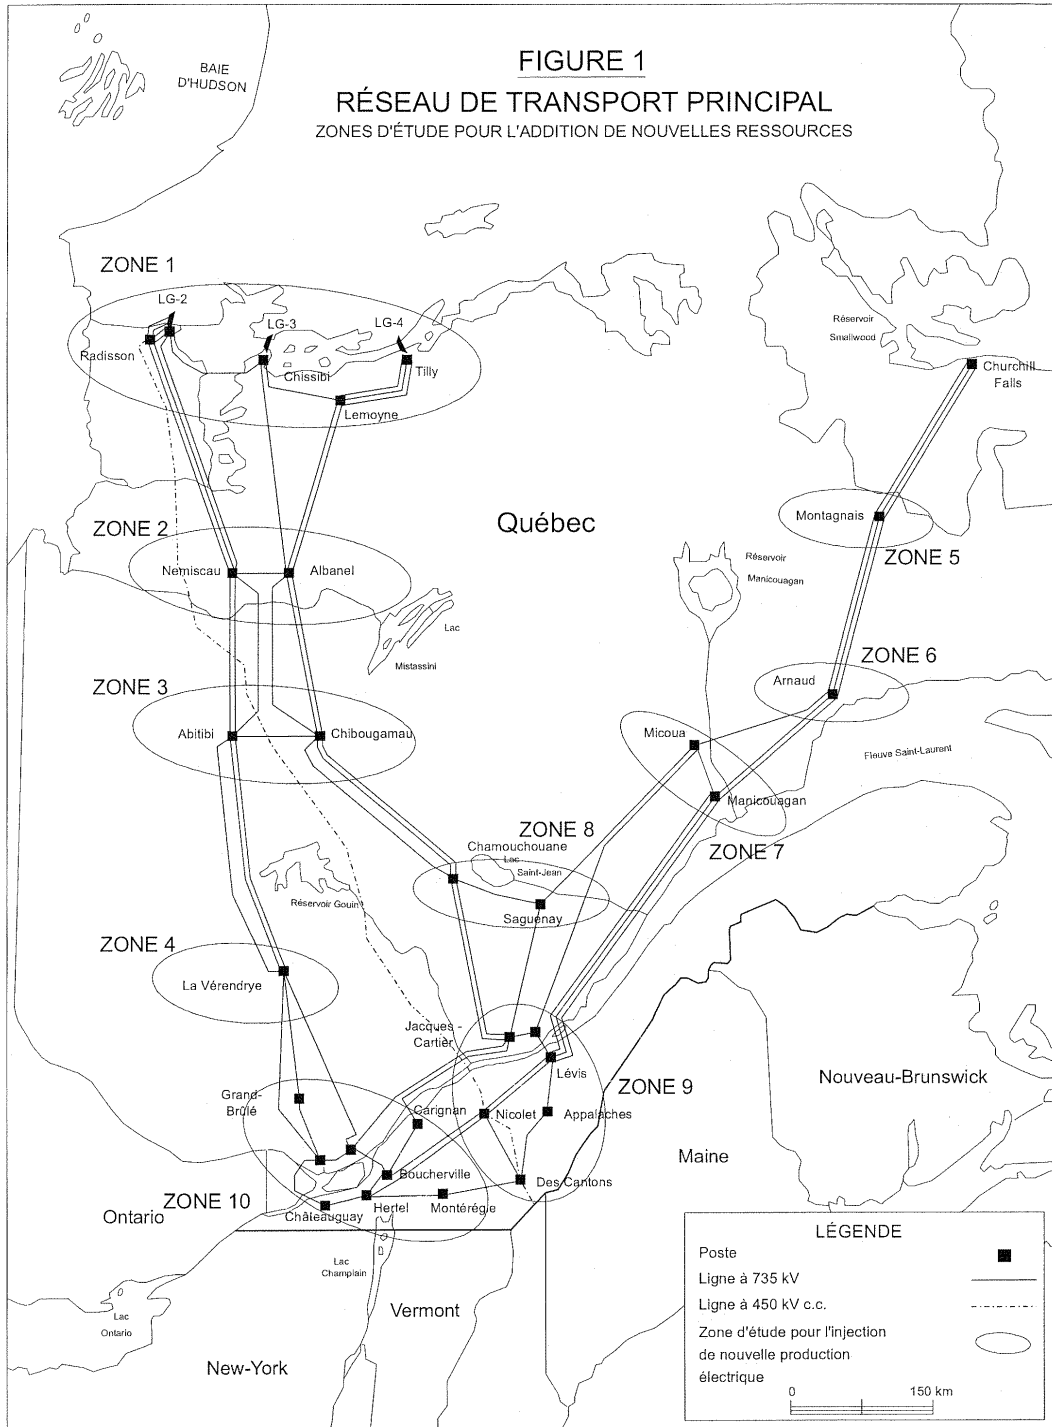 FIGURE 1
RÉSEAU DE TRANSPORT PRINCIPAL
ZONES D'ÉTUDE POUR L'ADDITION DE NOUVELLES RESSOURCES
BAIE
D'HUDSON
ZONE 1
LG-2
LG-3
LG-4
Radisson
Chissibi
Tilly
Lemoyne
Réservoir
Smallwood
Churchill
Falls
ZONE 2
Québec
Montagnais
ZONE 5
Nemiscau
Albanel
Réservoir
Manicouagan
Lac
Mistassini
ZONE 3
Arnaud
ZONE 6
Abitibi
Chibougamau
Micoua
Fleuve Saint-Laurent
Manicouagan
ZONE 7
ZONE 8
Chamouchouane
Lac
Saint-Jean
Réservoir Gouin
Saguenay
ZONE 4
La Vérendrye
Jacques -
Cartier
Lévis
ZONE 9
Nouveau-Brunswick
Grand-
Brûlé
Carignan
Nicolet
Appalaches
Maine
Boucherville
Des Cantons
ZONE 10
Châteauguay
Hertel
Montérégie
Ontario
Lac
Champlain
Vermont
Lac
Ontario
New-York
LÉGENDE
Poste
Ligne à 735 kV
Ligne à 450 kV c.c.
Zone d'étude pour l'injection
de nouvelle production
électrique
0 150 km